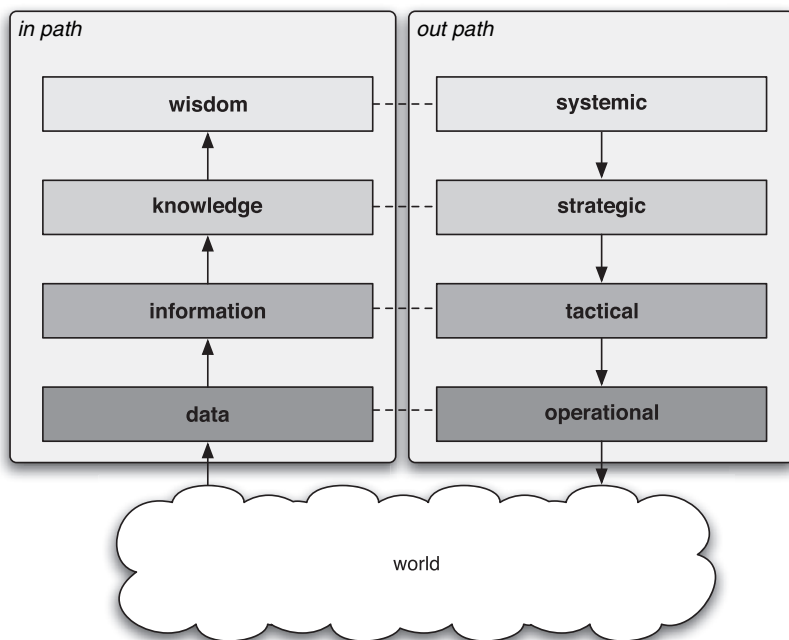 in path
wisdom
knowledge
information
data
out path
systemic
strategic
tactical
operational
world